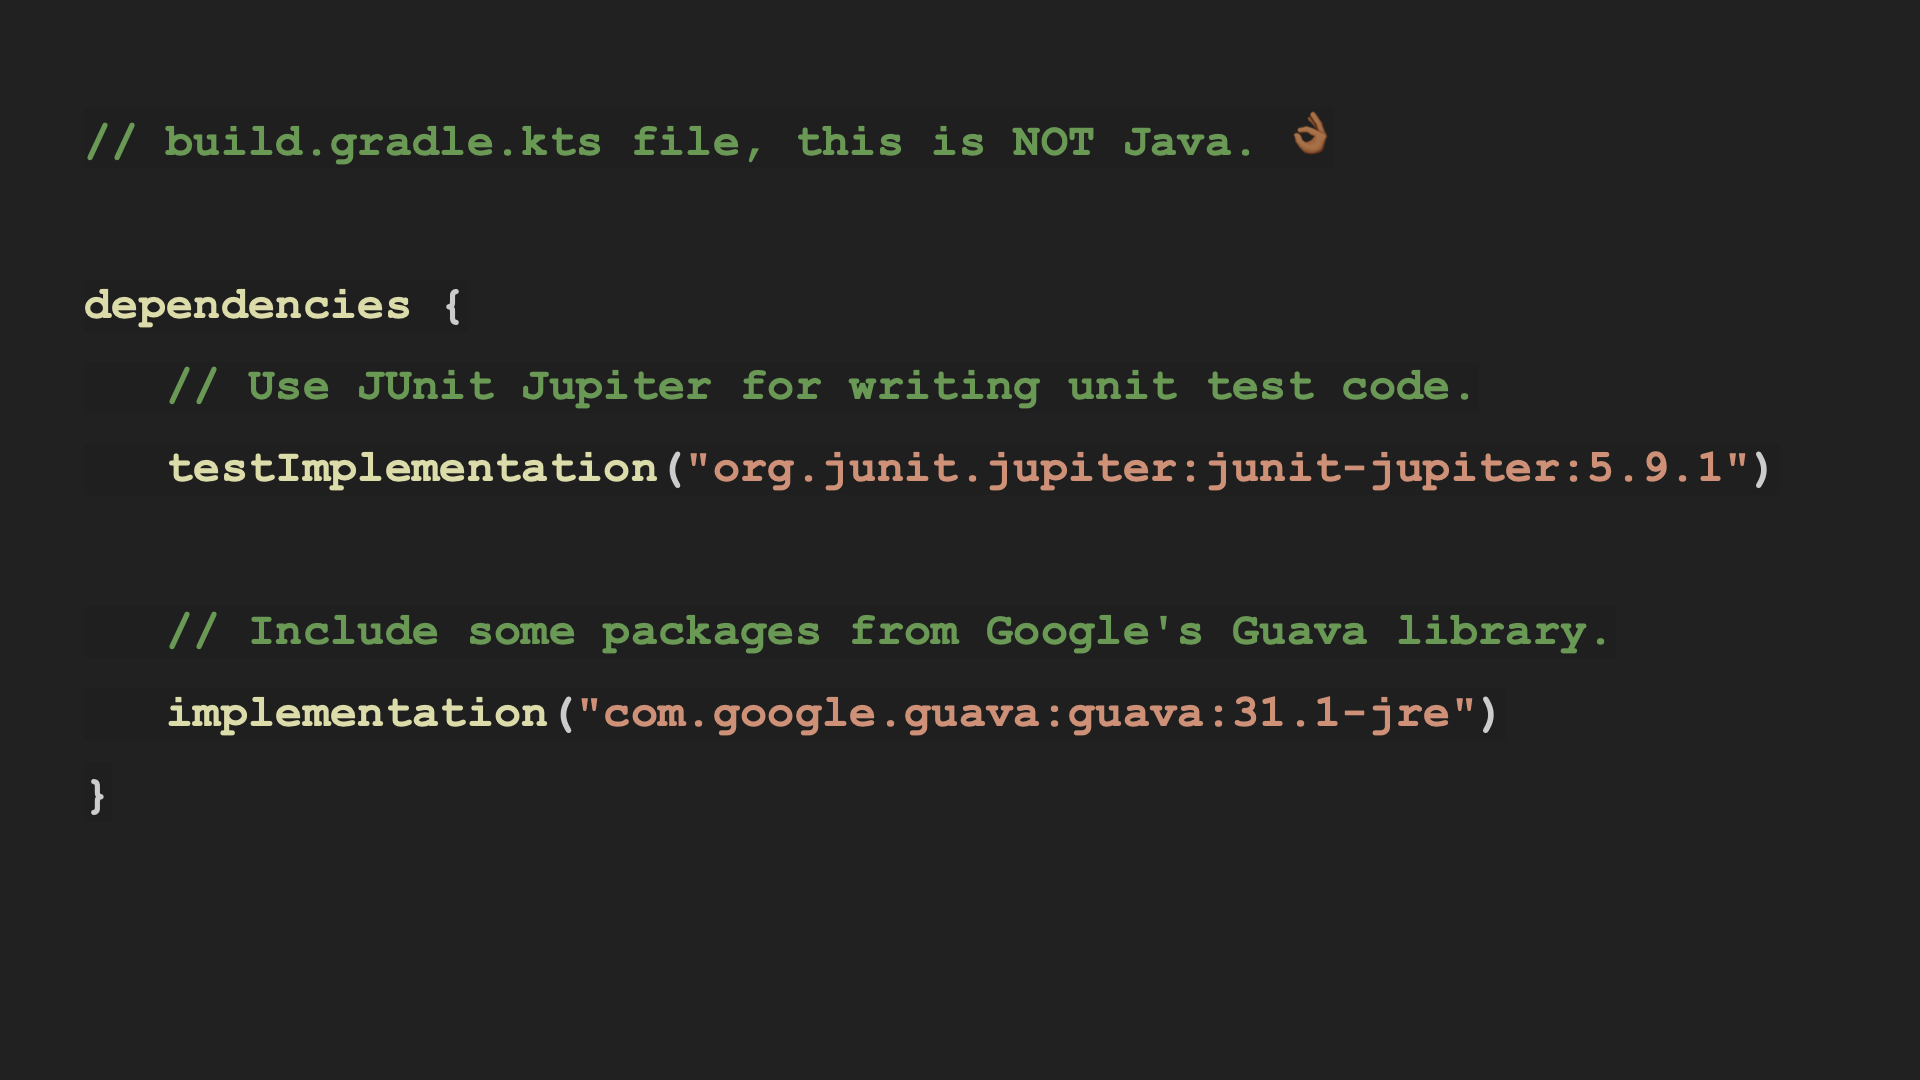 // build.gradle.kts file, this is NOT Java. 👌🏾
dependencies {
// Use JUnit Jupiter for writing unit test code.
testImplementation("org.junit.jupiter:junit-jupiter:5.9.1")
// Include some packages from Google's Guava library.
implementation("com.google.guava:guava:31.1-jre")
}